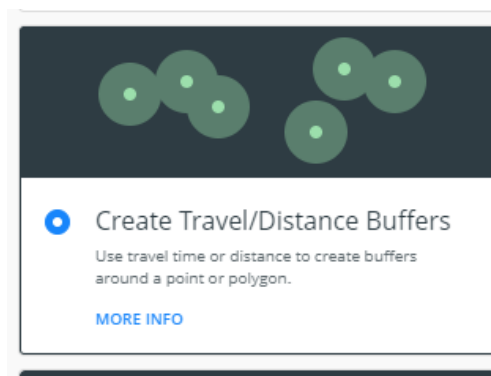 Create Travel/Distance Buffers
Use travel time or distance to create buffers
around a point or polygon.
MORE INFO